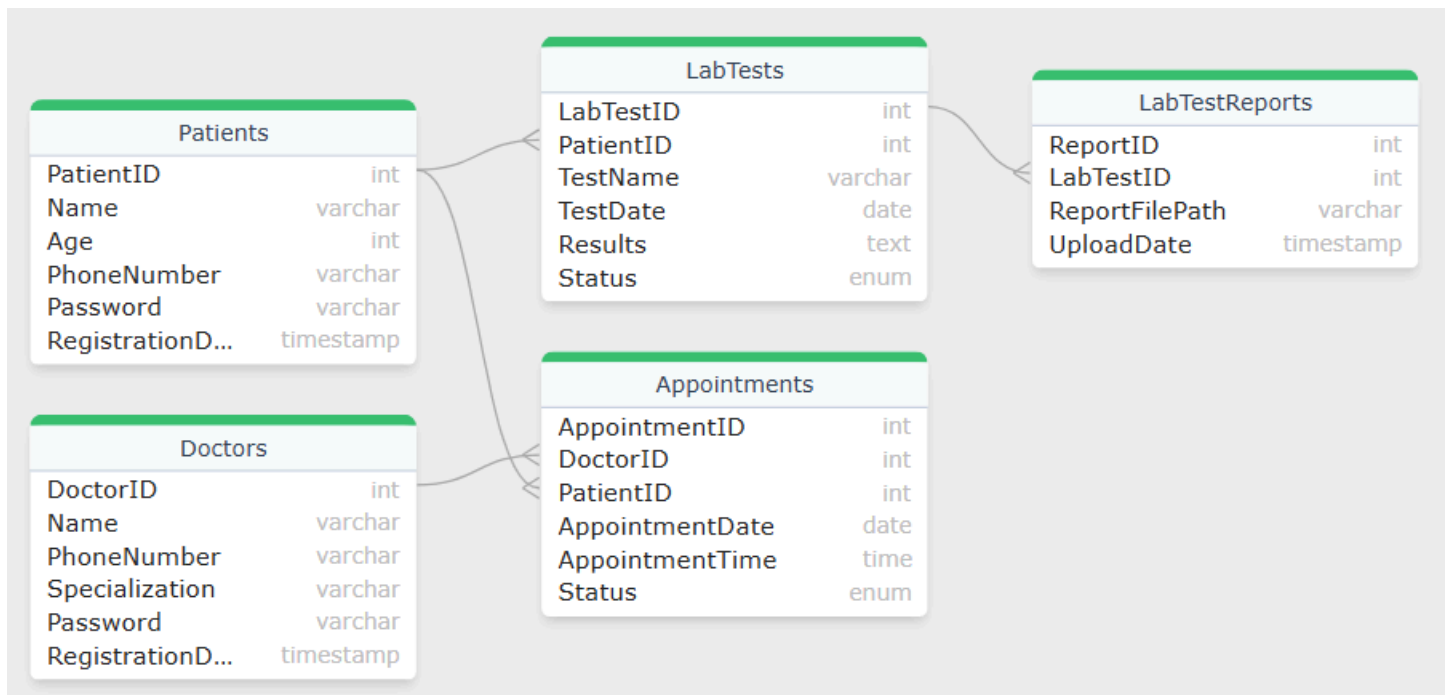 Patients
PatientID int
Name varchar
Age int
PhoneNumber varchar
Password varchar
RegistrationD... timestamp
Doctors
DoctorID int
Name varchar
PhoneNumber varchar
Specialization varchar
Password varchar
RegistrationD... timestamp
LabTests
LabTestID int
PatientID int
TestName varchar
TestDate date
Results text
Status enum
Appointments
AppointmentID int
DoctorID int
PatientID int
AppointmentDate date
AppointmentTime time
Status enum
LabTestReports
ReportID int
LabTestID int
ReportFilePath varchar
UploadDate timestamp